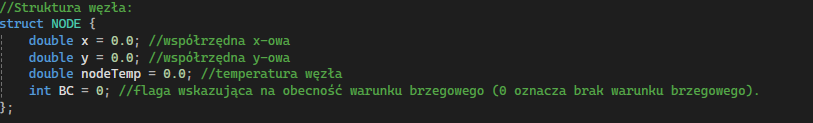 //Struktura węzła:
struct NODE {
double x = 0.0; //współrzędna x-owa
double y = 0.0; //współrzędna y-owa
double nodeTemp = 0.0; //temperatura węzła
int BC = 0; //flaga wskazująca na obecność warunku brzegowego (0 oznacza brak warunku brzegowego).
};